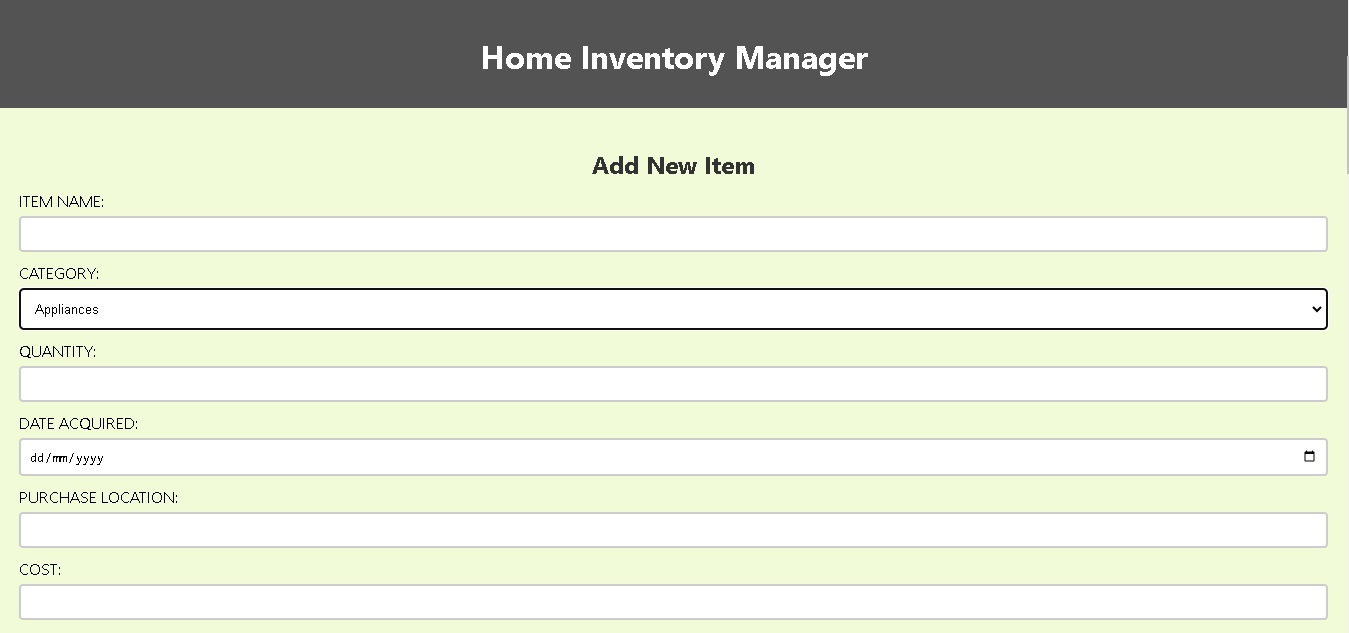 Home Inventory Manager
Add New Item
ITEM NAME:
CATEGORY:
Appliances
QUANTITY:
DATE ACQUIRED:
dd/mm/yyyy
PURCHASE LOCATION:
COST: